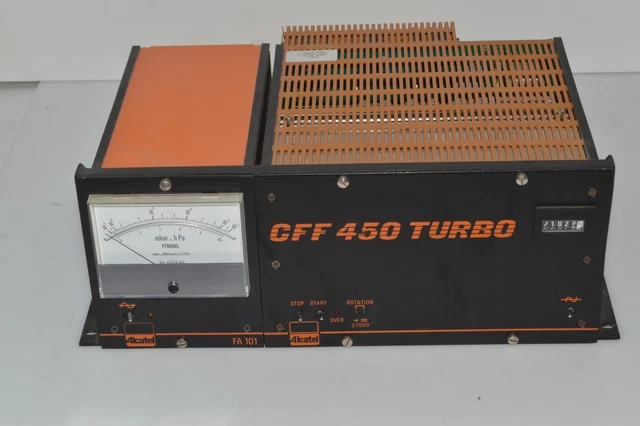 CFF 450 TURBO
mbar . hPa
PENNING
STOP START ROTATION
OVER
27000
Alcatel
FA 101
Alcatel